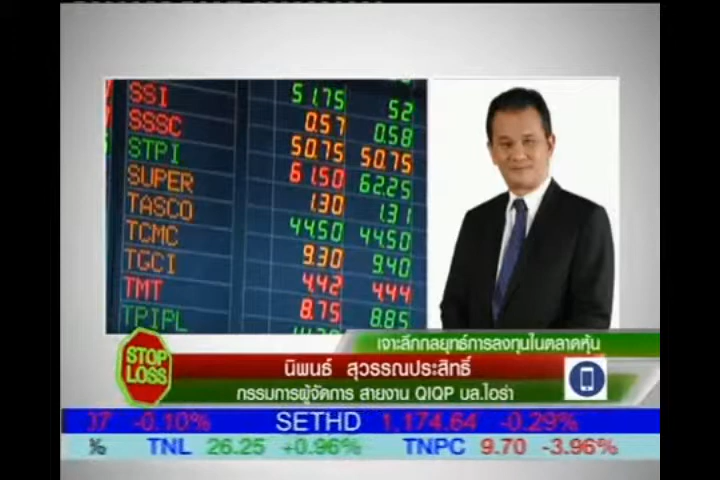 SSI 51.75 52
SSSC 0.57 0.58
STPI 50.75 50.75
SUPER 61.50 62.25
TASCO 1.30 1.31
TCMC 44.50 44.50
TGCI 9.30 9.40
TMT 4.42 4.44
TPIPL 8.75 8.85
เจาะลึกกลยุทธ์การลงทุนในตลาดหุ้น
STOP LOSS
นิพนธ์ สุวรรณประสิทธิ์
กรรมการผู้จัดการ สายงาน QIQP บล.ไอร่า
37 -0.10% SETHD 1,174.64 -0.29%
% TNL 26.25 +0.96% TNPC 9.70 -3.96%